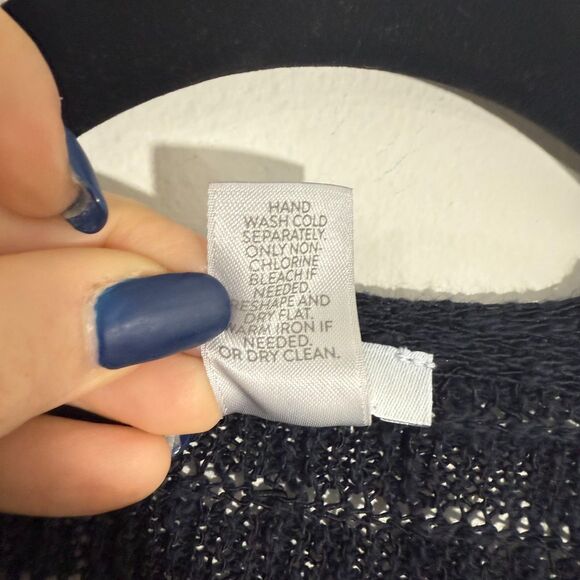 HAND
WASH COLD
SEPARATELY.
ONLY NON-
CHLORINE
BLEACH IF
NEEDED.
RESHAPE AND
DRY FLAT.
WARM IRON IF
NEEDED.
OR DRY CLEAN.